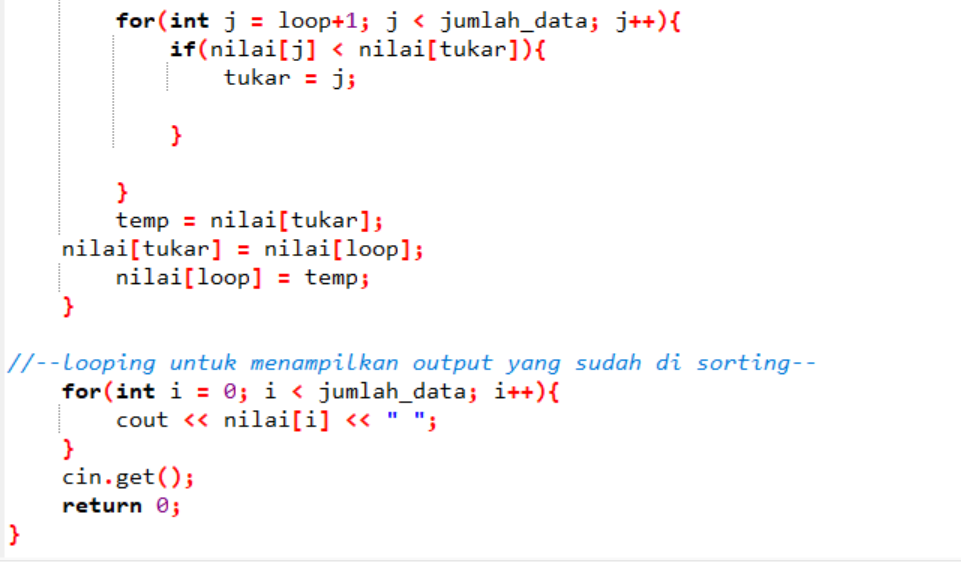 for(int j = loop+1; j < jumlah_data; j++){
if(nilai[j] < nilai[tukar]){
tukar = j;
}
}
temp = nilai[tukar];
nilai[tukar] = nilai[loop];
nilai[loop] = temp;
}
//--looping untuk menampilkan output yang sudah di sorting--
for(int i = 0; i < jumlah_data; i++){
cout << nilai[i] << " ";
}
cin.get();
return 0;
}